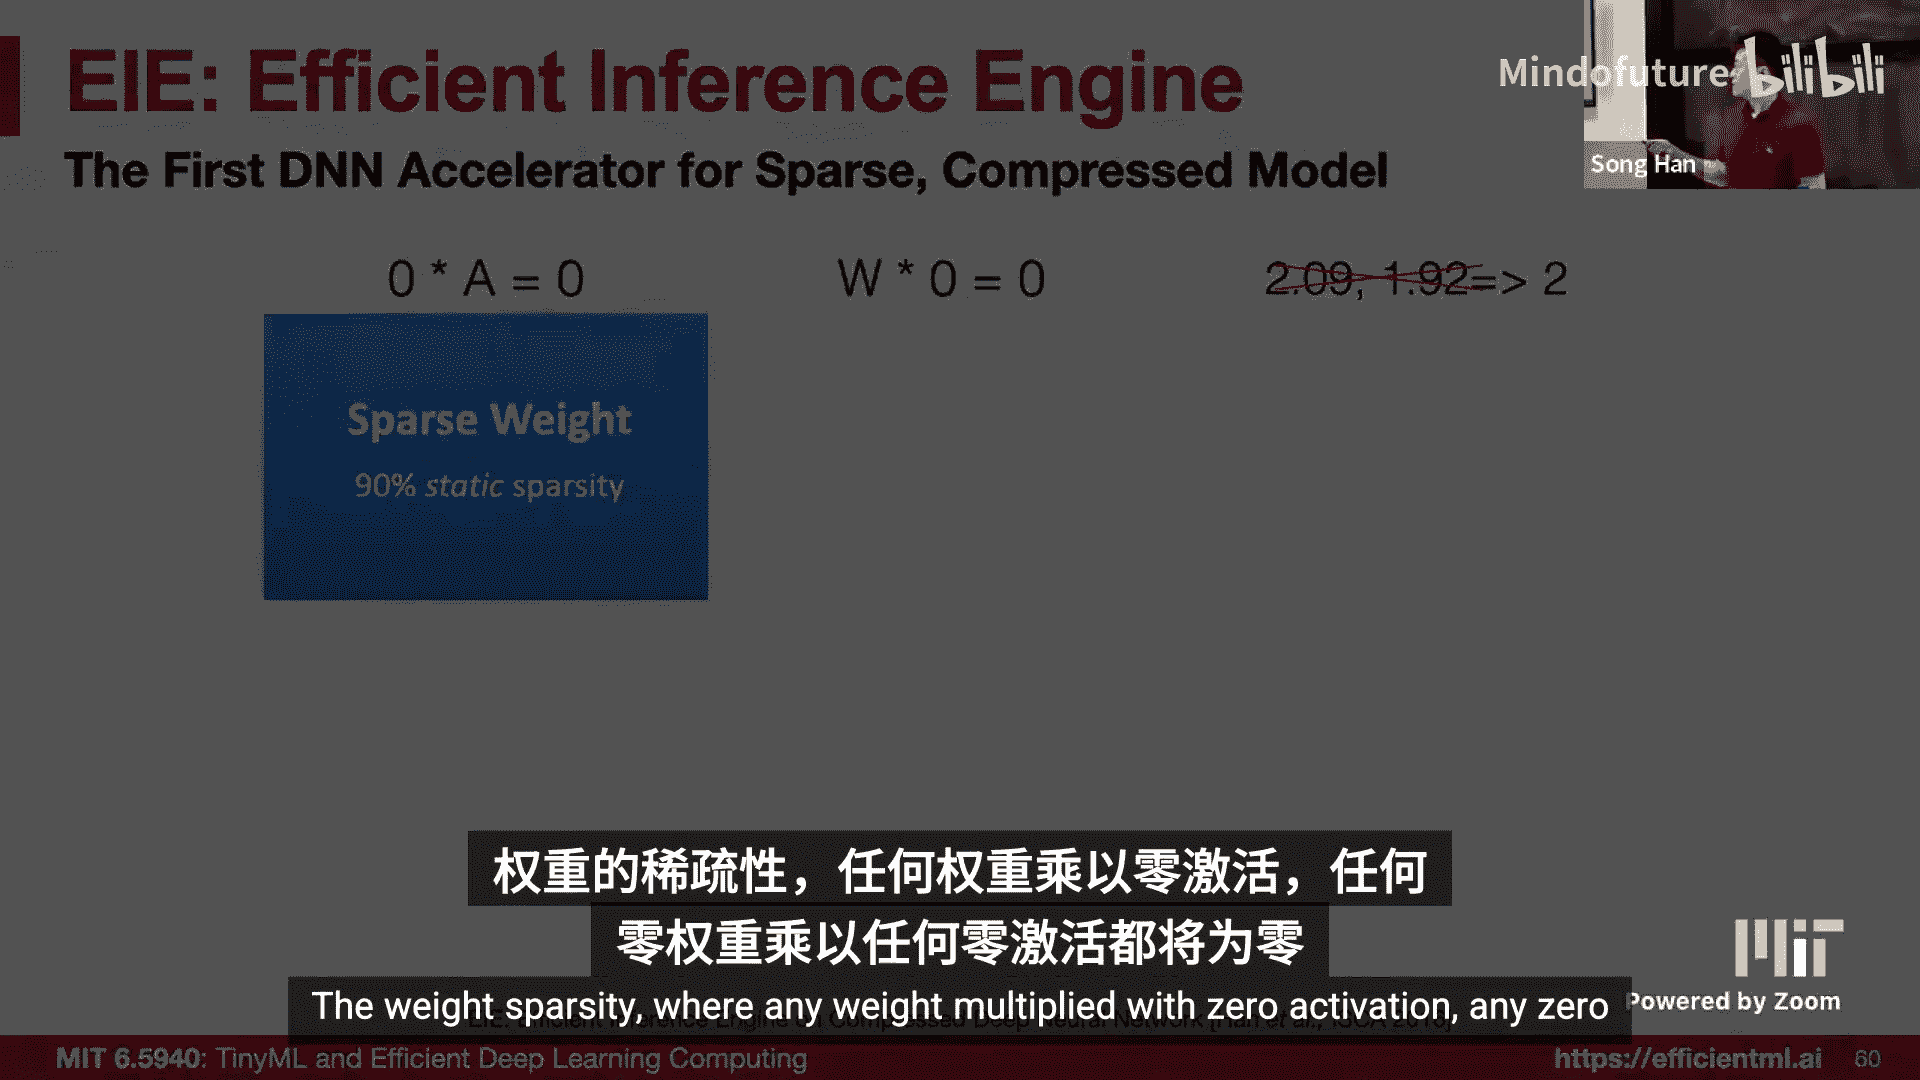 EIE: Efficient Inference Engine
Mindofuture
bilibili
Song Han
The First DNN Accelerator for Sparse, Compressed Model
0 * A = 0
W * 0 = 0
2.09, 1.92=> 2
Sparse Weight
90% static sparsity
权重的稀疏性，任何权重乘以零激活，任何
零权重乘以任何零激活都将为零
The weight sparsity, where any weight multiplied with zero activation, any zero
MIT
Powered by Zoom
MIT 6.5940: TinyML and Efficient Deep Learning Computing
https://efficientml.ai
60